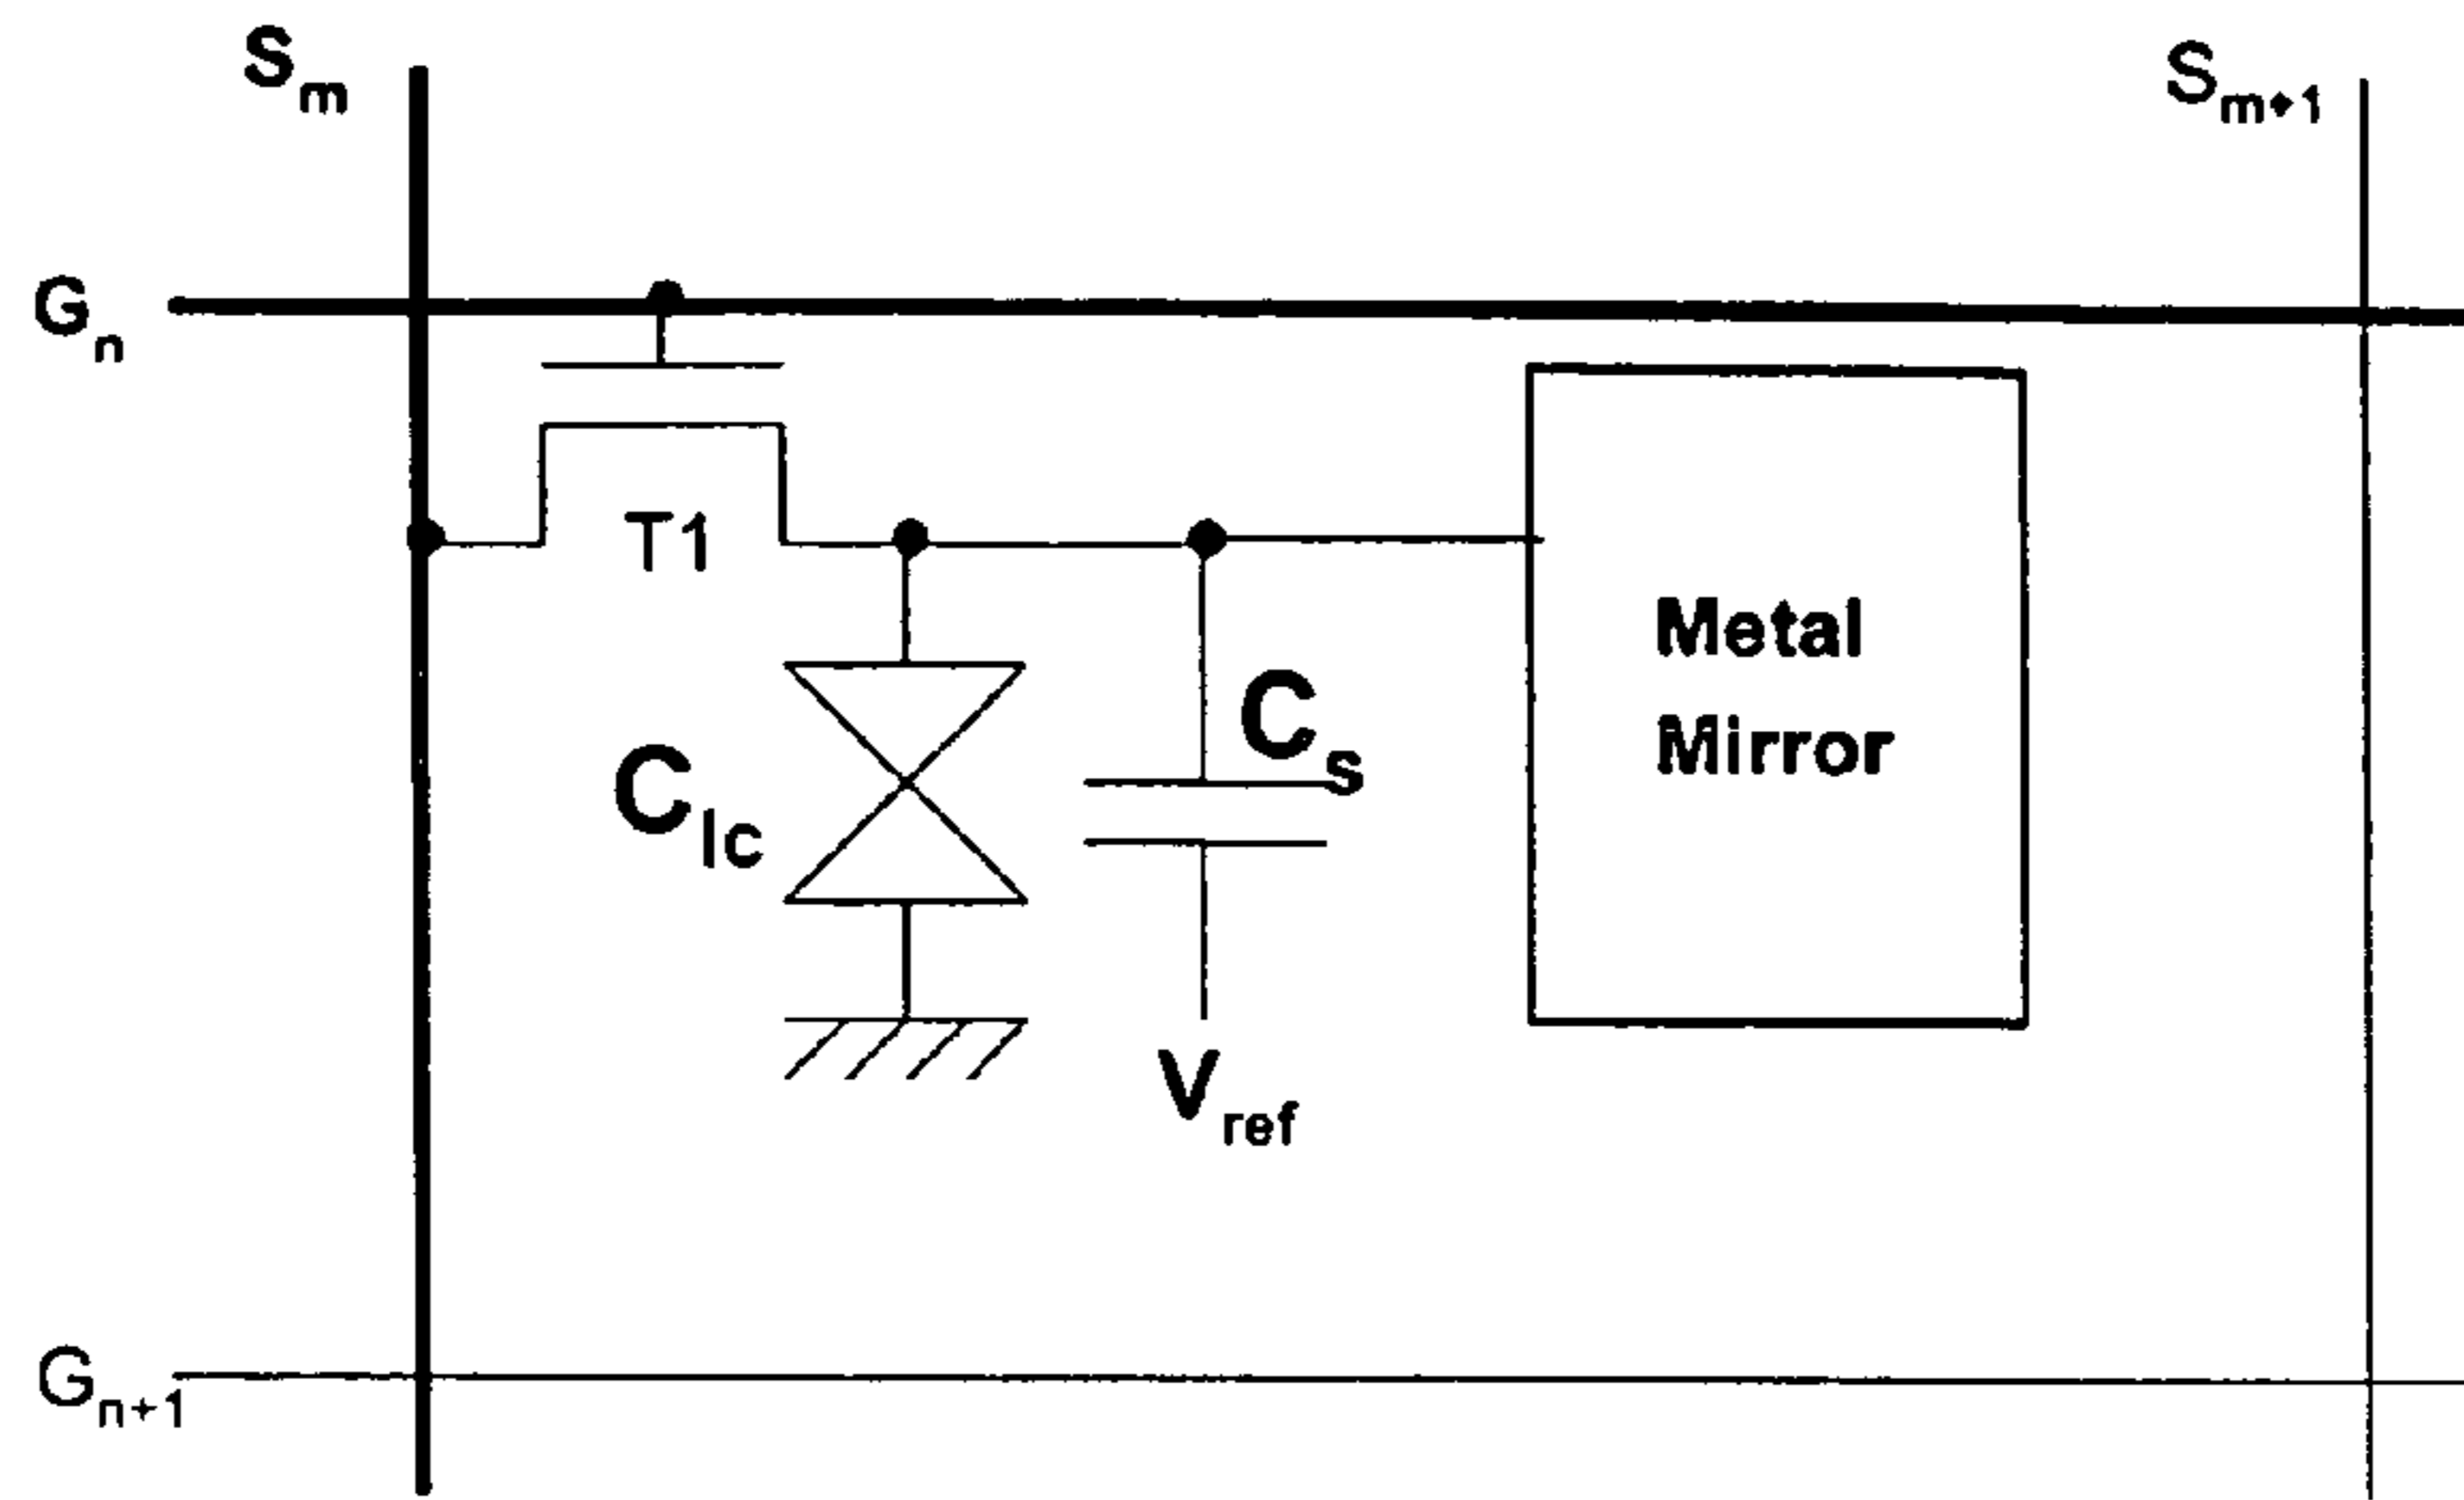 Sm
Sm+1
Gn
T1
Metal
Mirror
Cs
Clc
Vref
Gn+1